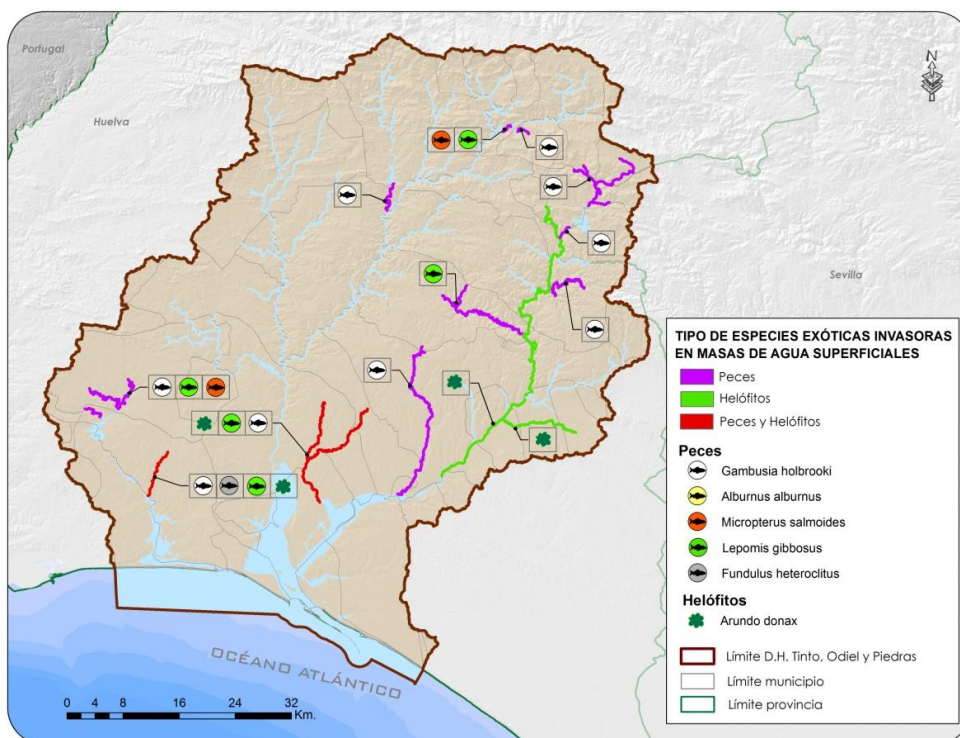 Portugal
Huelva
N
Sevilla
TIPO DE ESPECIES EXÓTICAS INVASORAS
EN MASAS DE AGUA SUPERFICIALES
Peces
Helófitos
Peces y Helófitos
Peces
Gambusia holbrooki
Alburnus alburnus
Micropterus salmoides
Lepomis gibbosus
Fundulus heteroclitus
Helófitos
Arundo donax
Límite D.H. Tinto, Odiel y Piedras
Límite municipio
Límite provincia
OCÉANO ATLÁNTICO
0 4 8 16 24 32
Km.